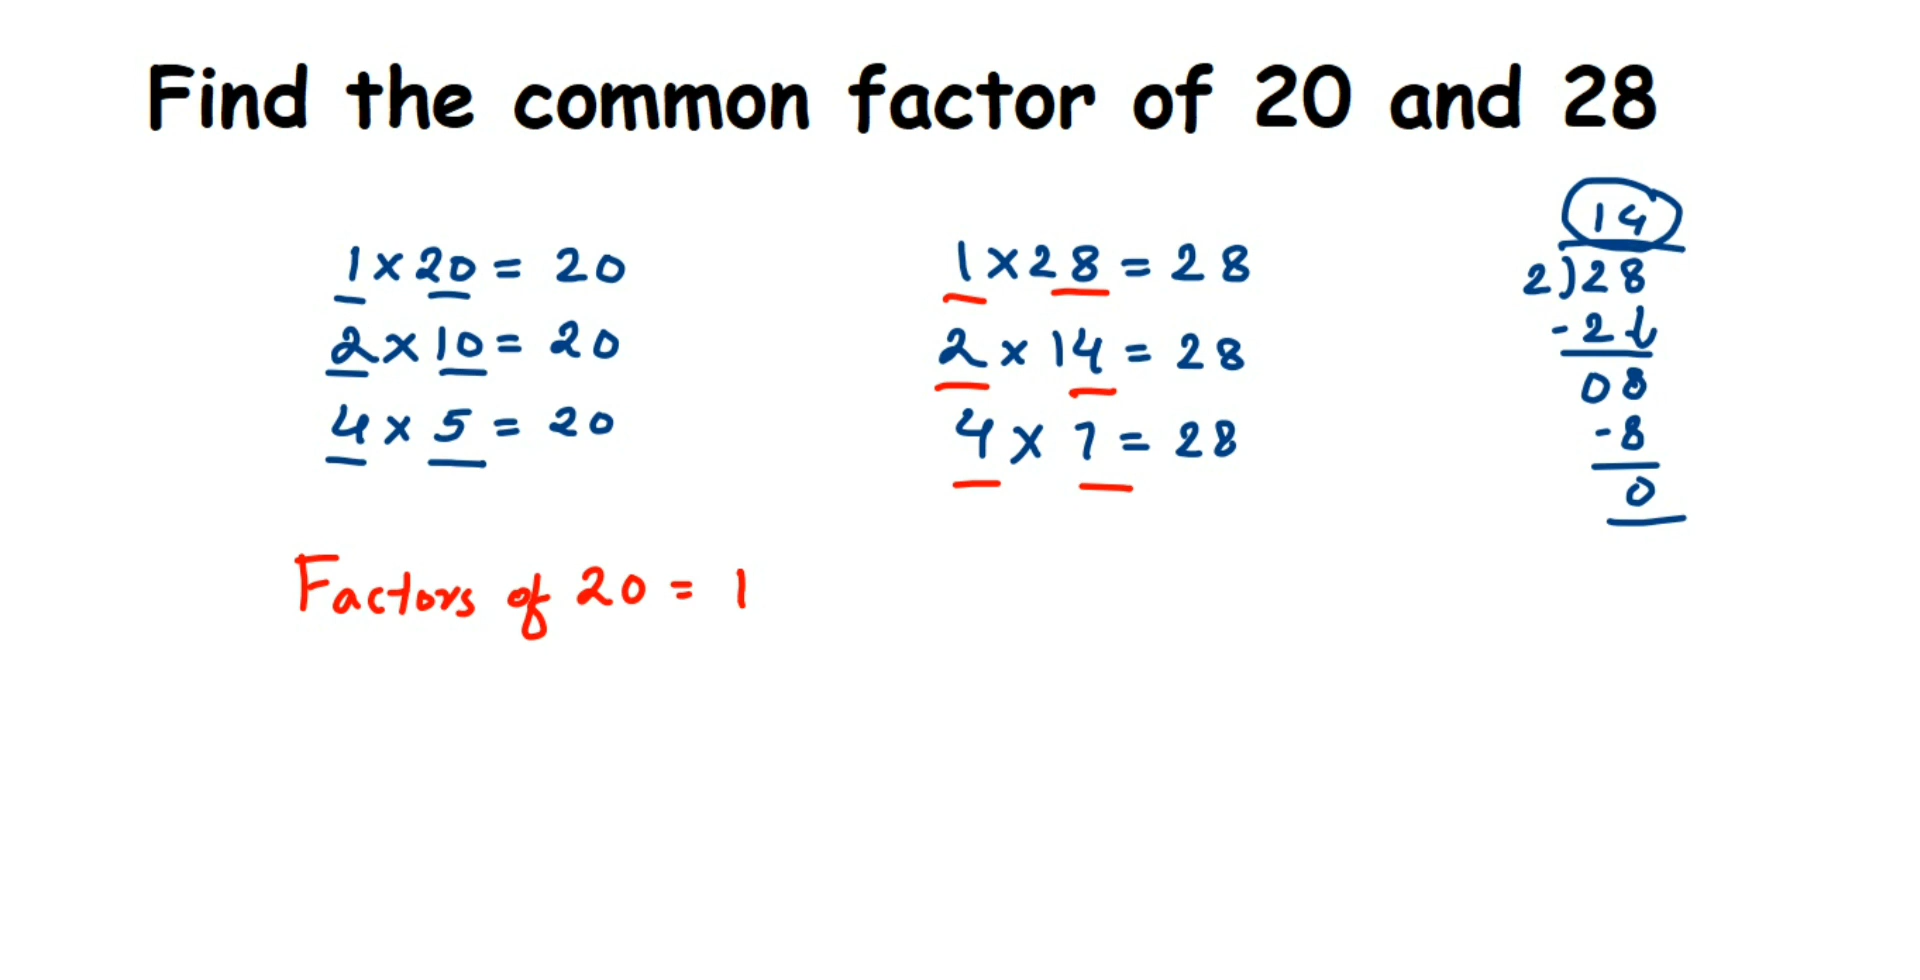 Find the common factor of 20 and 28
1 × 20 = 20
2 × 10 = 20
4 × 5 = 20
1 × 28 = 28
2 × 14 = 28
4 × 7 = 28
14
2)28
-2↓
08
-8
0
Factors of 20 = 1